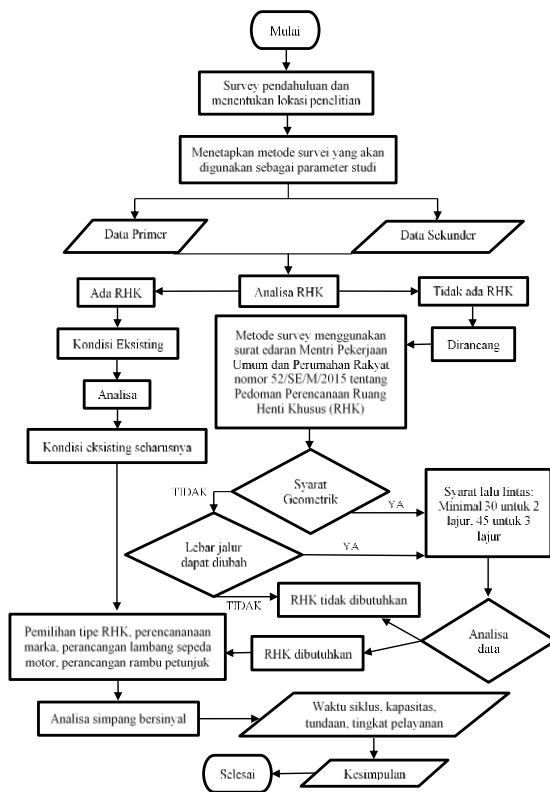 Mulai
Survey pendahuluan dan
menentukan lokasi penelitian
Menetapkan metode survei yang akan
digunakan sebagai parameter studi
Data Primer
Data Sekunder
Ada RHK
Analisa RHK
Tidak ada RHK
Kondisi Eksisting
Dirancang
Metode survey menggunakan
surat edaran Mentri Pekerjaan
Umum dan Perumahan Rakyat
nomor 52/SE/M/2015 tentang
Pedoman Perencanaan Ruang
Henti Khusus (RHK)
Analisa
Kondisi eksisting seharusnya
Syarat
Geometrik
TIDAK
YA
Syarat lalu lintas:
Minimal 30 untuk 2
lajur, 45 untuk 3
lajur
Lebar jalur
dapat diubah
YA
TIDAK
RHK tidak dibutuhkan
Analisa
data
RHK dibutuhkan
Pemilihan tipe RHK, perencananaan
marka, perancangan lambang sepeda
motor, perancangan rambu petunjuk
Analisa simpang bersinyal
Waktu siklus, kapasitas,
tundaan, tingkat pelayanan
Kesimpulan
Selesai